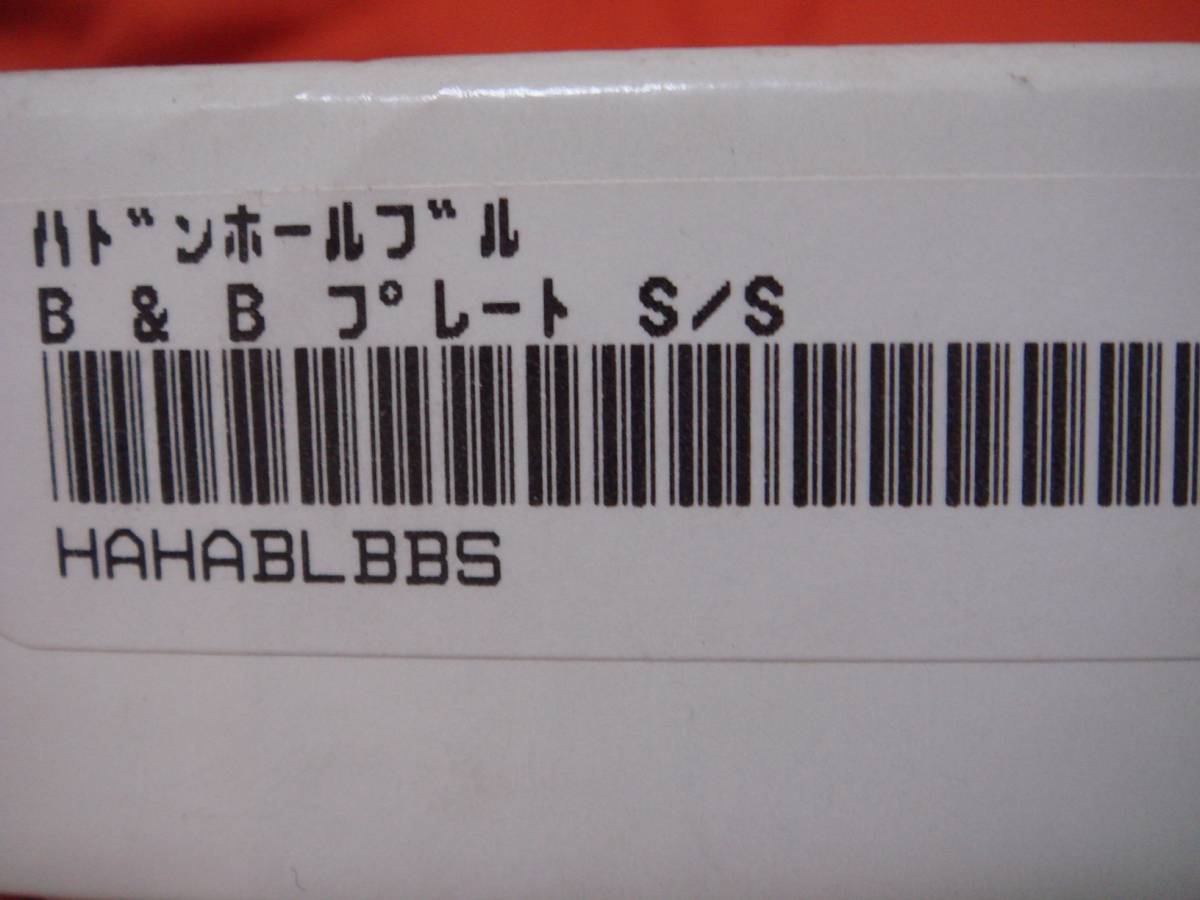 ﾊﾄﾞﾝﾎｰﾙﾌﾞﾙ
B & B ﾌﾟﾚｰﾄ S/S
HAHABLBBS